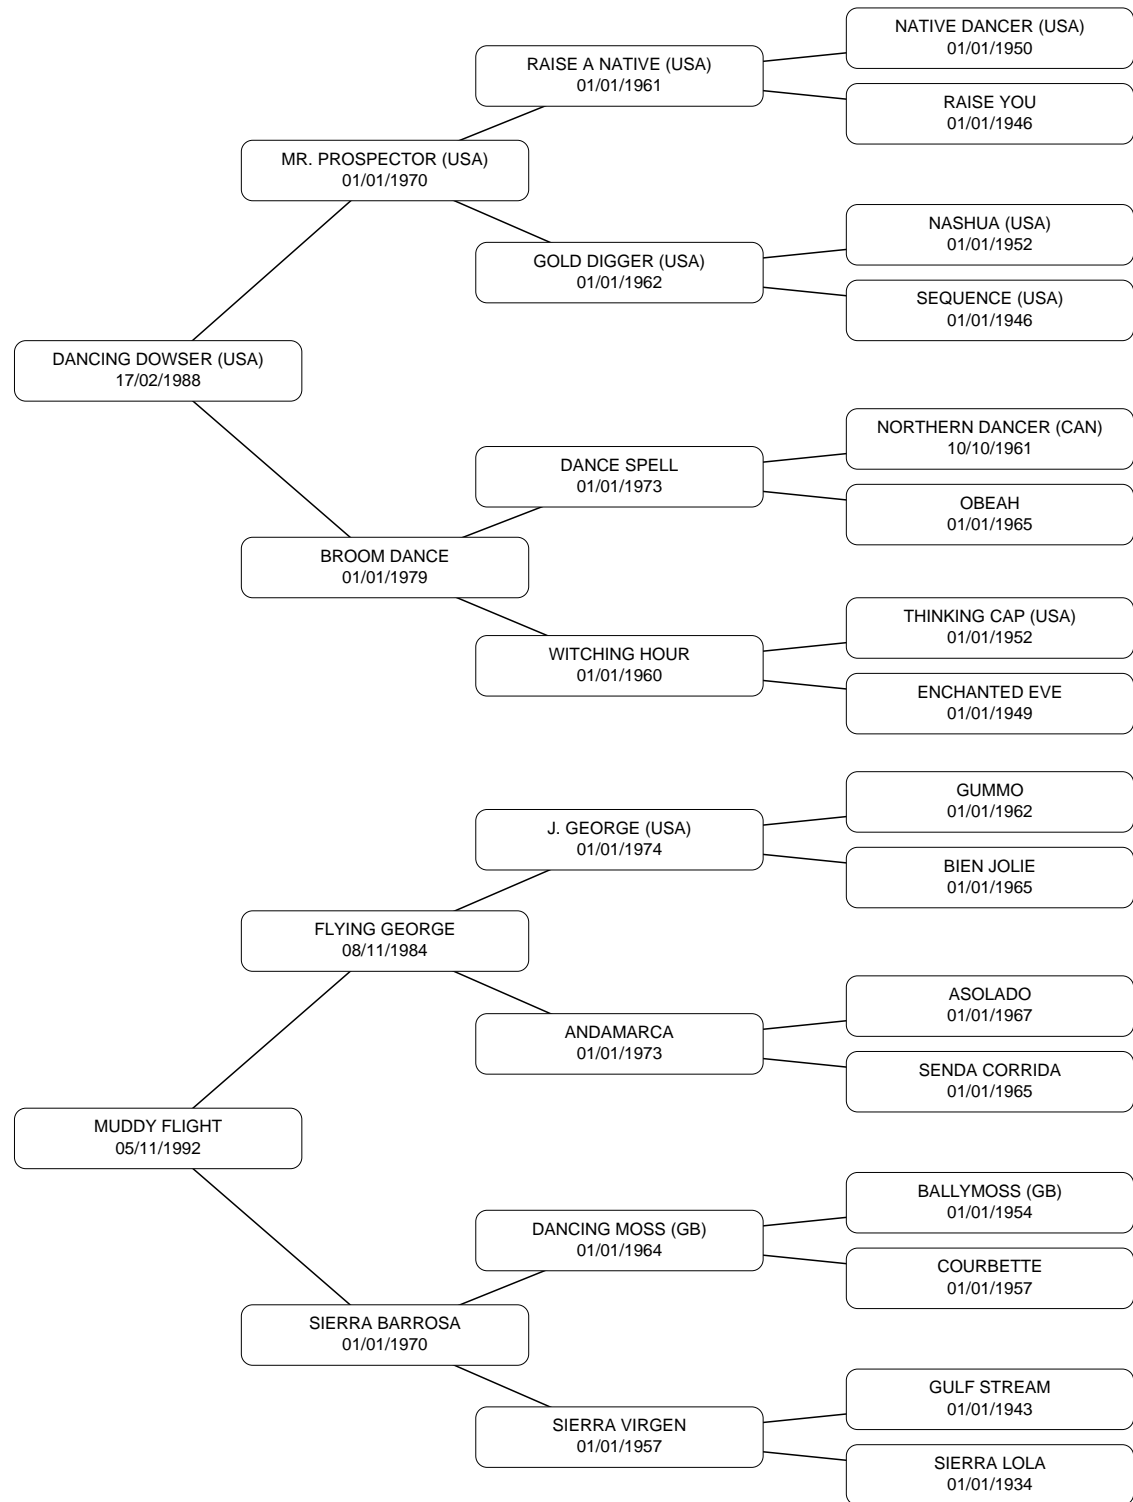 NATIVE DANCER (USA)
01/01/1950
RAISE A NATIVE (USA)
01/01/1961
RAISE YOU
01/01/1946
MR. PROSPECTOR (USA)
01/01/1970
NASHUA (USA)
01/01/1952
GOLD DIGGER (USA)
01/01/1962
SEQUENCE (USA)
01/01/1946
DANCING DOWSER (USA)
17/02/1988
NORTHERN DANCER (CAN)
10/10/1961
DANCE SPELL
01/01/1973
OBEAH
01/01/1965
BROOM DANCE
01/01/1979
THINKING CAP (USA)
01/01/1952
WITCHING HOUR
01/01/1960
ENCHANTED EVE
01/01/1949
GUMMO
01/01/1962
J. GEORGE (USA)
01/01/1974
BIEN JOLIE
01/01/1965
FLYING GEORGE
08/11/1984
ASOLADO
01/01/1967
ANDAMARCA
01/01/1973
SENDA CORRIDA
01/01/1965
MUDDY FLIGHT
05/11/1992
BALLYMOSS (GB)
01/01/1954
DANCING MOSS (GB)
01/01/1964
COURBETTE
01/01/1957
SIERRA BARROSA
01/01/1970
GULF STREAM
01/01/1943
SIERRA VIRGEN
01/01/1957
SIERRA LOLA
01/01/1934